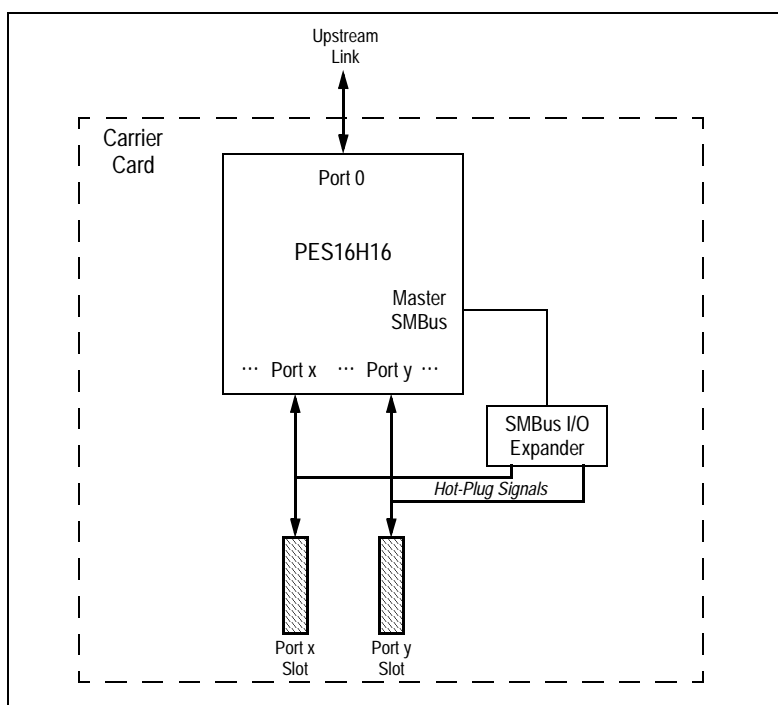 Upstream
Link
Carrier
Card
Port 0
PES16H16
Master
SMBus
··· Port x ··· Port y ···
SMBus I/O
Expander
Hot-Plug Signals
Port x
Slot
Port y
Slot